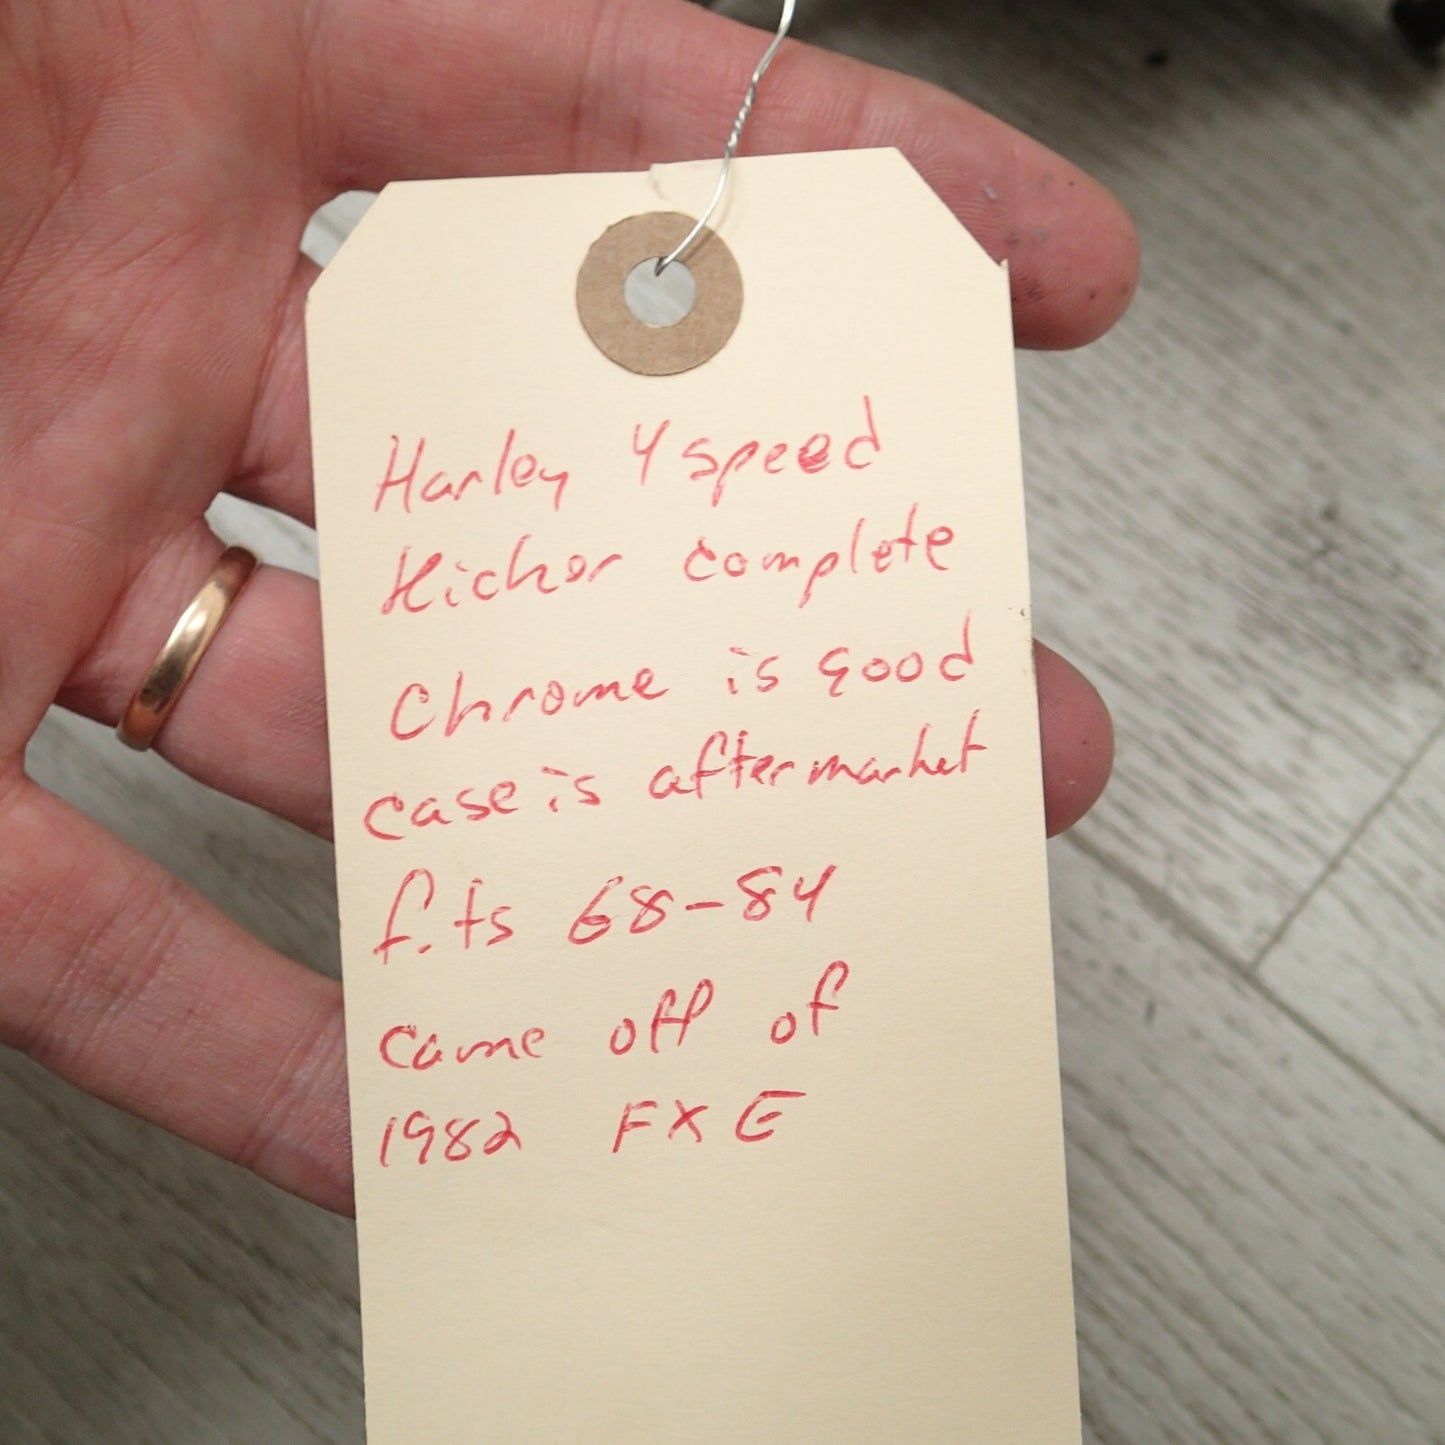 Harley 4 speed
Kicker complete
Chrome is good
case is aftermarket
fits 68-84
came off of
1982 FXE